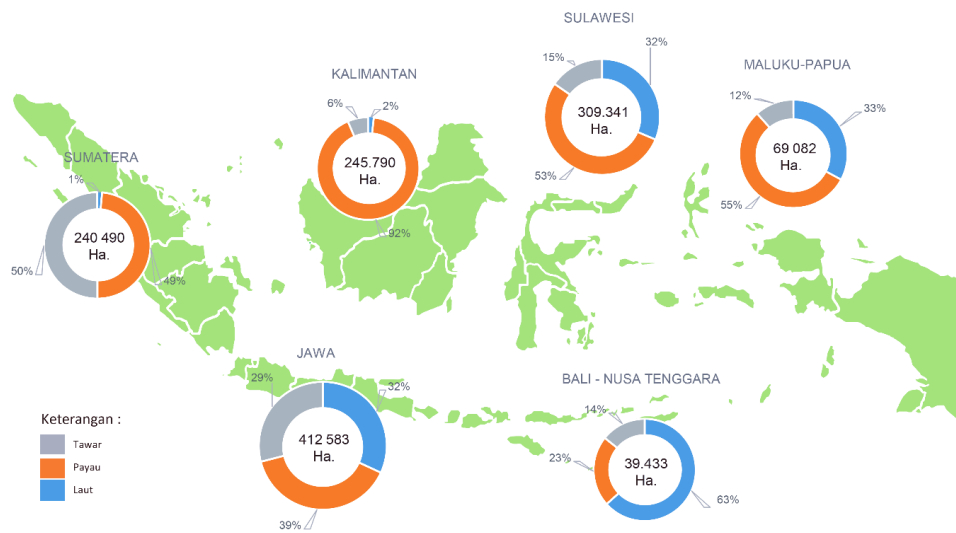 SULAWESI
32%
15%
309.341
Ha.
53%
MALUKU-PAPUA
12%
33%
69 082
Ha.
55%
KALIMANTAN
6%
2%
245.790
Ha.
92%
SUMATERA
1%
240 490
Ha.
50%
49%
JAWA
29%
32%
412 583
Ha.
39%
BALI - NUSA TENGGARA
14%
23%
39.433
Ha.
63%
Keterangan :
Tawar
Payau
Laut